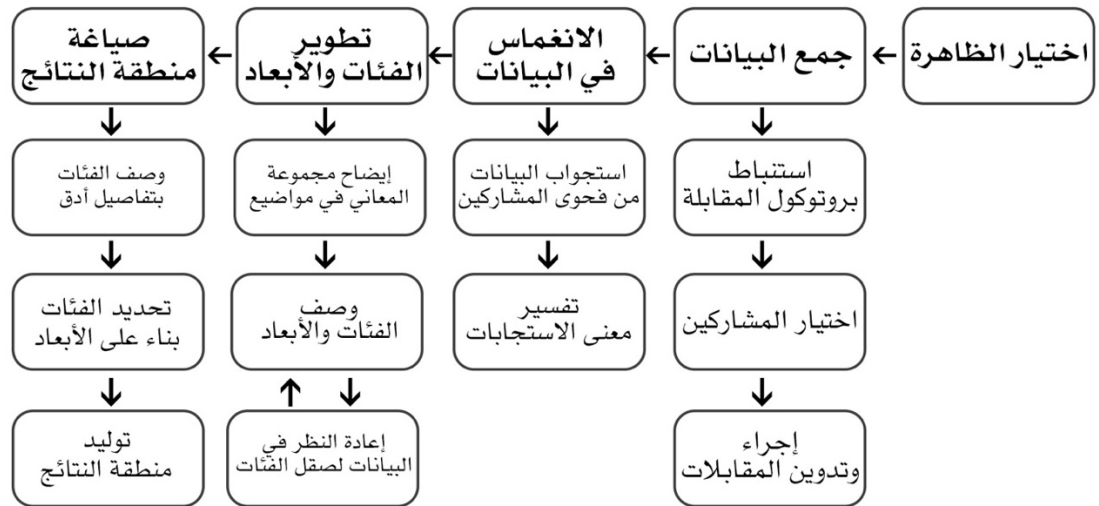 اختيار الظاهرة
جمع البيانات
الانغماس
في البيانات
تطوير
الفئات والأبعاد
صياغة
منطقة النتائج
استنباط
بروتوكول المقابلة
استجواب البيانات
من فحوى المشاركين
إيضاح مجموعة
المعاني في مواضيع
وصف الفئات
بتفاصيل أدق
اختيار المشاركين
تفسير
معنى الاستجابات
وصف
الفئات والأبعاد
تحديد الفئات
بناء على الأبعاد
إجراء
وتدوين المقابلات
إعادة النظر في
البيانات لصقل الفئات
توليد
منطقة النتائج